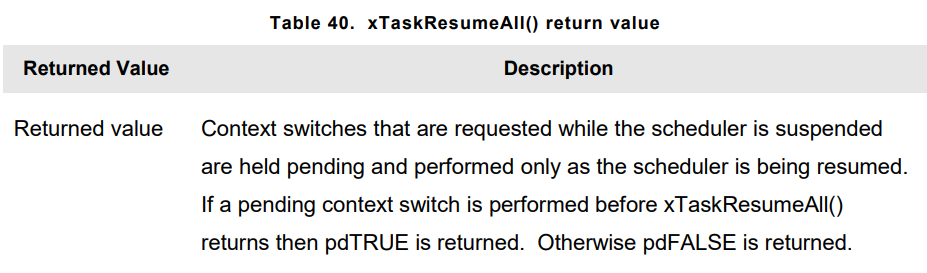 Table 40. xTaskResumeAll() return value
Returned Value Description
Returned value Context switches that are requested while the scheduler is suspended
are held pending and performed only as the scheduler is being resumed.
If a pending context switch is performed before xTaskResumeAll()
returns then pdTRUE is returned. Otherwise pdFALSE is returned.